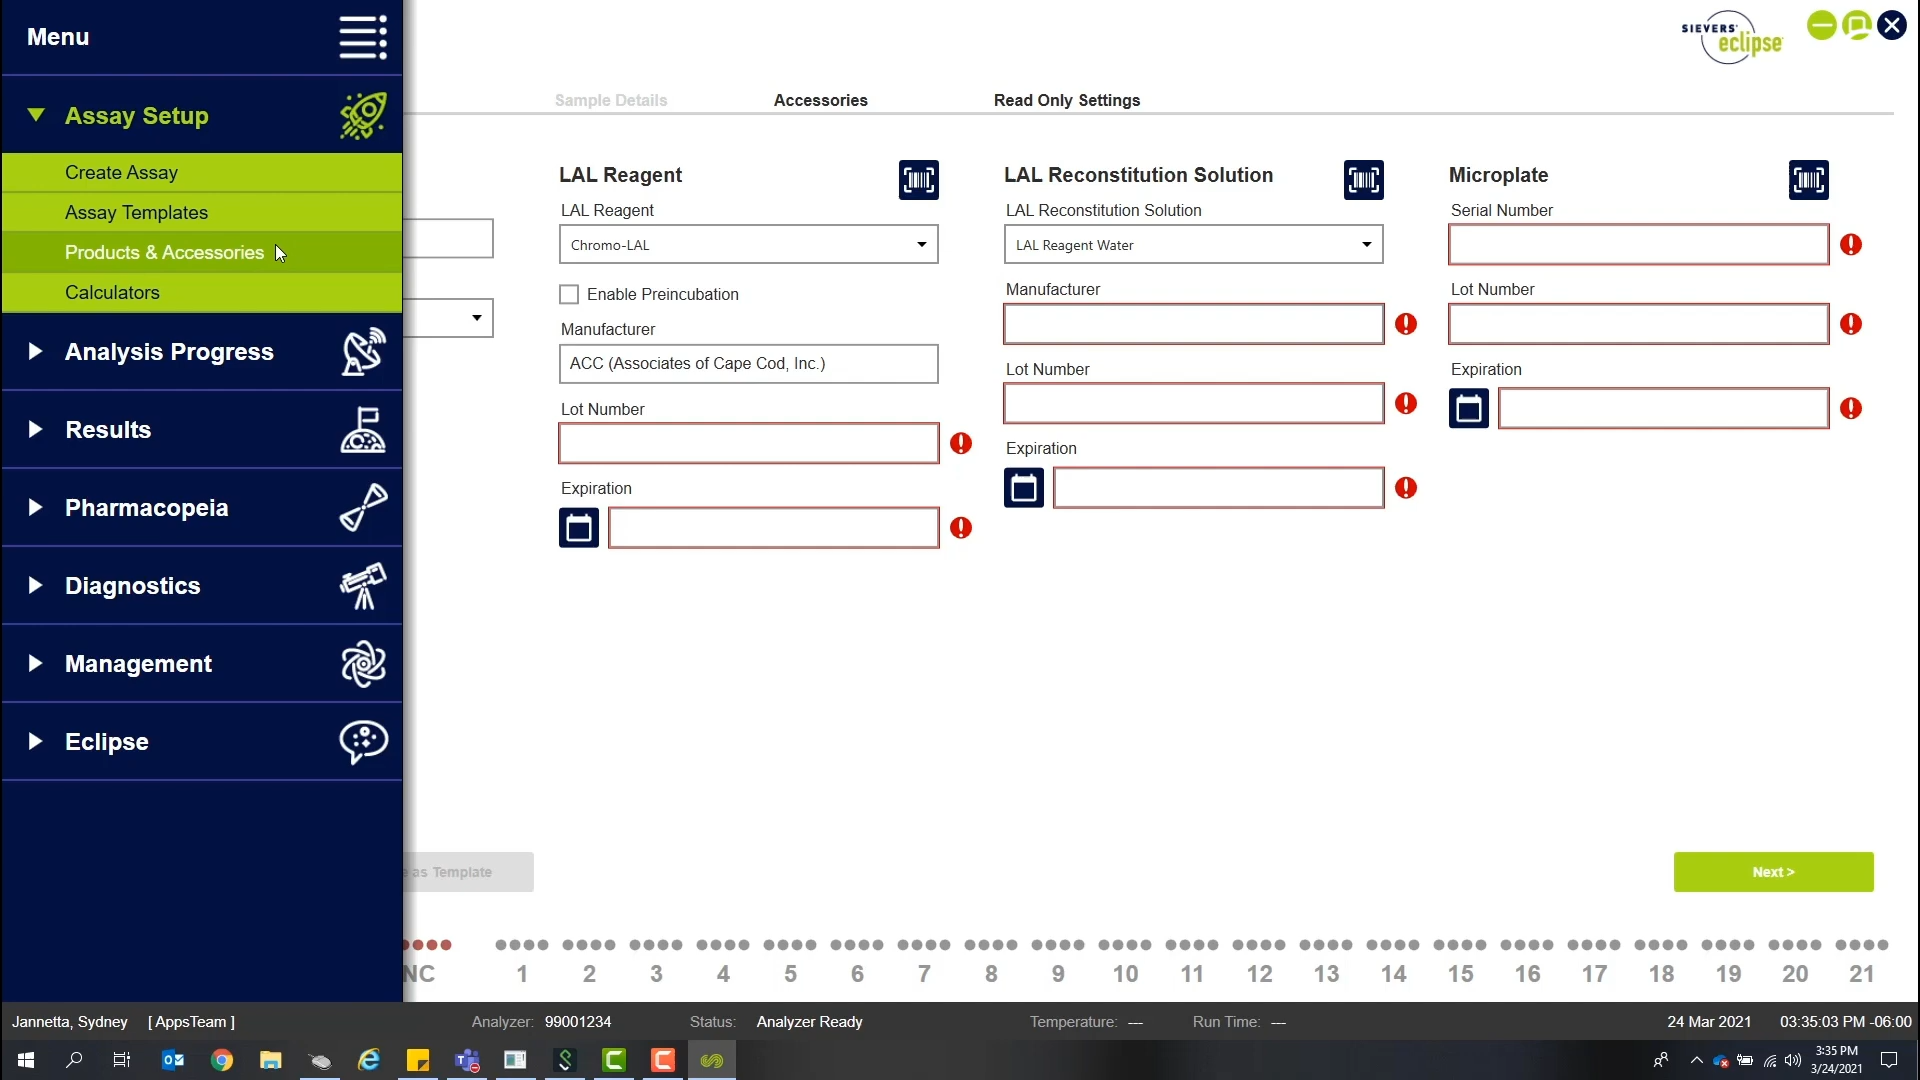 Menu
Assay Setup
Create Assay
Assay Templates
Products & Accessories
Calculators
Analysis Progress
Results
Pharmacopeia
Diagnostics
Management
Eclipse
SIEVERS
eclipse
Sample Details
Accessories
Read Only Settings
LAL Reagent
LAL Reagent
Chromo-LAL
Enable Preincubation
Manufacturer
ACC (Associates of Cape Cod, Inc.)
Lot Number
Expiration
LAL Reconstitution Solution
LAL Reconstitution Solution
LAL Reagent Water
Manufacturer
Lot Number
Expiration
Microplate
Serial Number
Lot Number
Expiration
e as Template
Next >
NC 1 2 3 4 5 6 7 8 9 10 11 12 13 14 15 16 17 18 19 20 21
Jannetta, Sydney [ AppsTeam ] Analyzer: 99001234 Status: Analyzer Ready Temperature: --- Run Time: --- 24 Mar 2021 03:35:03 PM -06:00
3:35 PM
3/24/2021